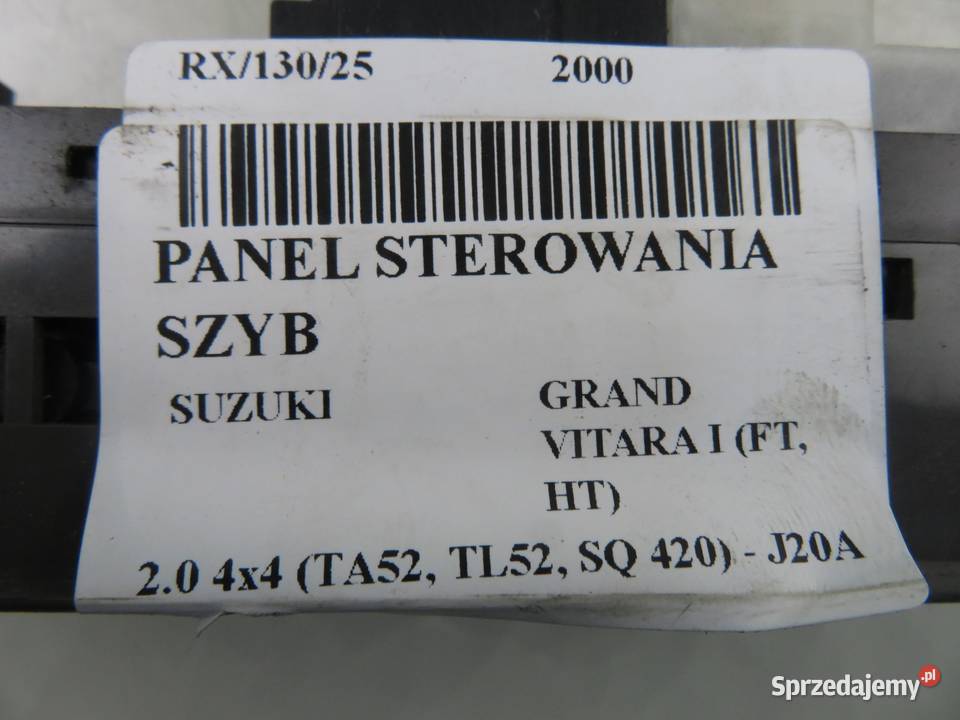 RX/130/25 2000
PANEL STEROWANIA
SZYB
SUZUKI GRAND
VITARA I (FT,
HT)
2.0 4x4 (TA52, TL52, SQ 420) - J20A
Sprzedajemy.pl